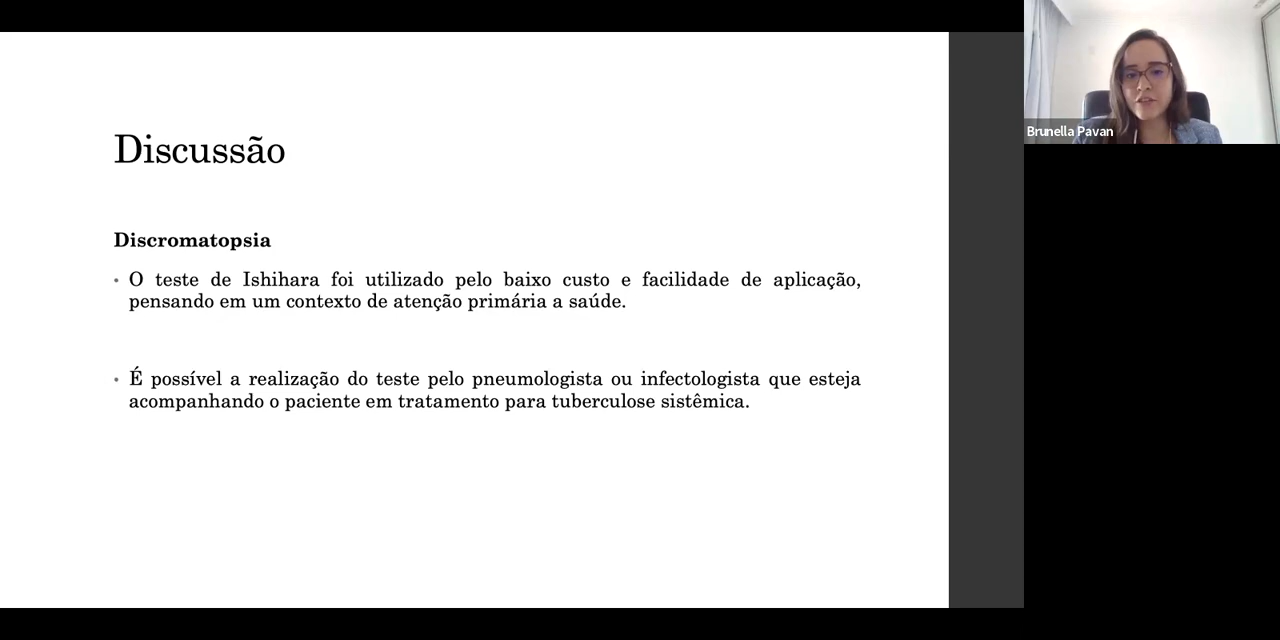 Discussão
Discromatopsia
• O teste de Ishihara foi utilizado pelo baixo custo e facilidade de aplicação,
pensando em um contexto de atenção primária a saúde.
• É possível a realização do teste pelo pneumologista ou infectologista que esteja
acompanhando o paciente em tratamento para tuberculose sistêmica.
Brunella Pavan